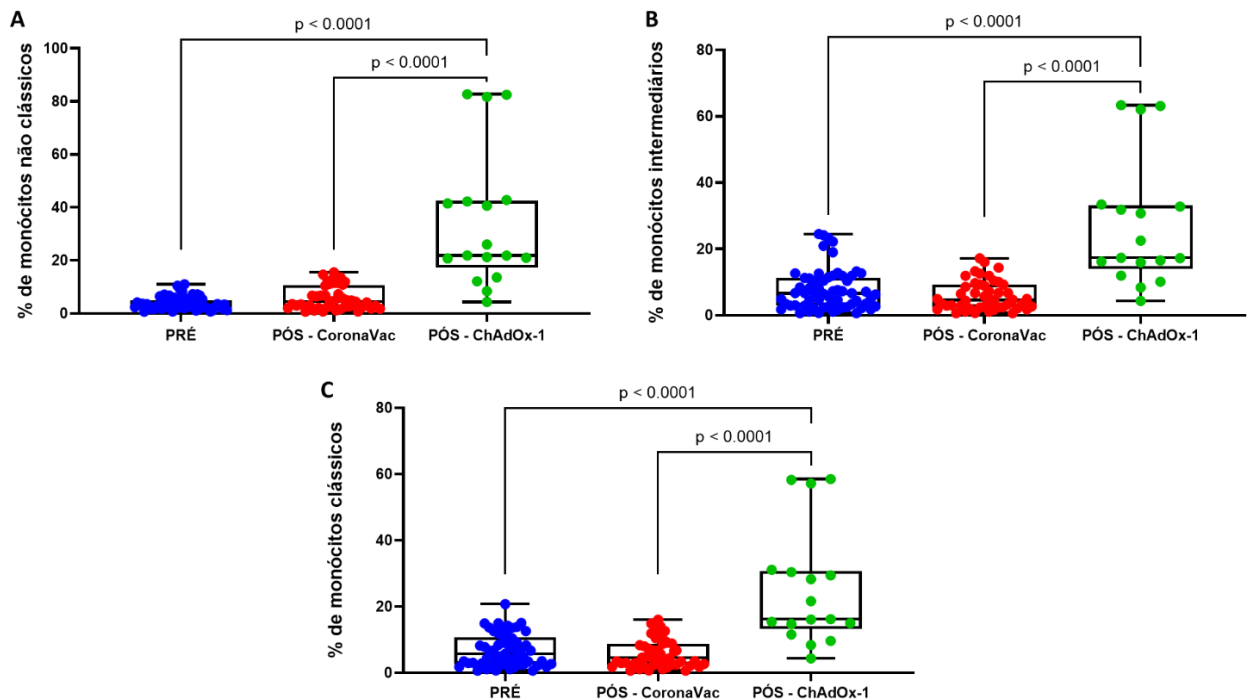 A
% de monócitos não clássicos
100
80
60
40
20
0
p < 0.0001
p < 0.0001
PRÉ
PÓS - CoronaVac
PÓS - ChAdOx-1
B
% de monócitos intermediários
80
60
40
20
0
p < 0.0001
p < 0.0001
PRÉ
PÓS - CoronaVac
PÓS - ChAdOx-1
C
% de monócitos clássicos
80
60
40
20
0
p < 0.0001
p < 0.0001
PRÉ
PÓS - CoronaVac
PÓS - ChAdOx-1